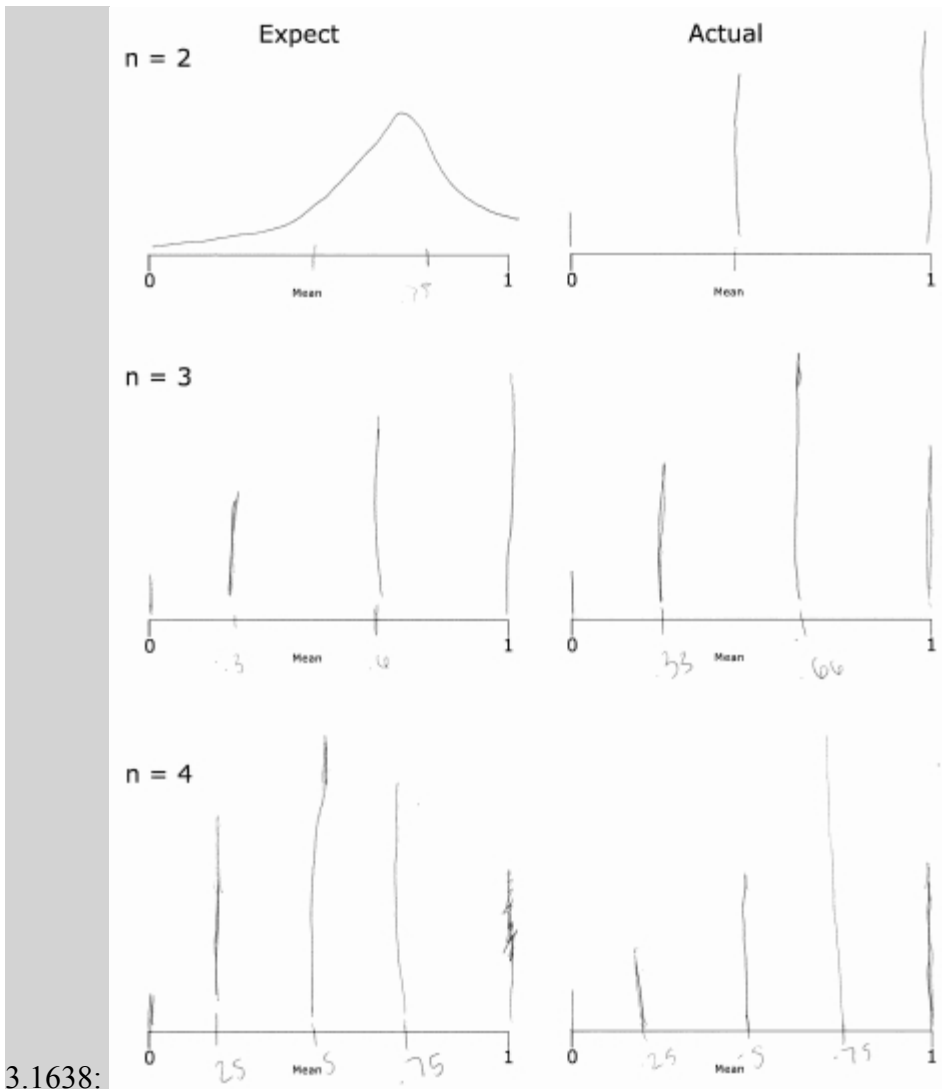 Expect Actual
n = 2
0 1 0 1
Mean .75 Mean
n = 3
0 1 0 1
.3 Mean .6 .33 Mean .66
n = 4
0 1 0 1
25 Mean .5 .75 .25 Mean .5 .75
3.1638: